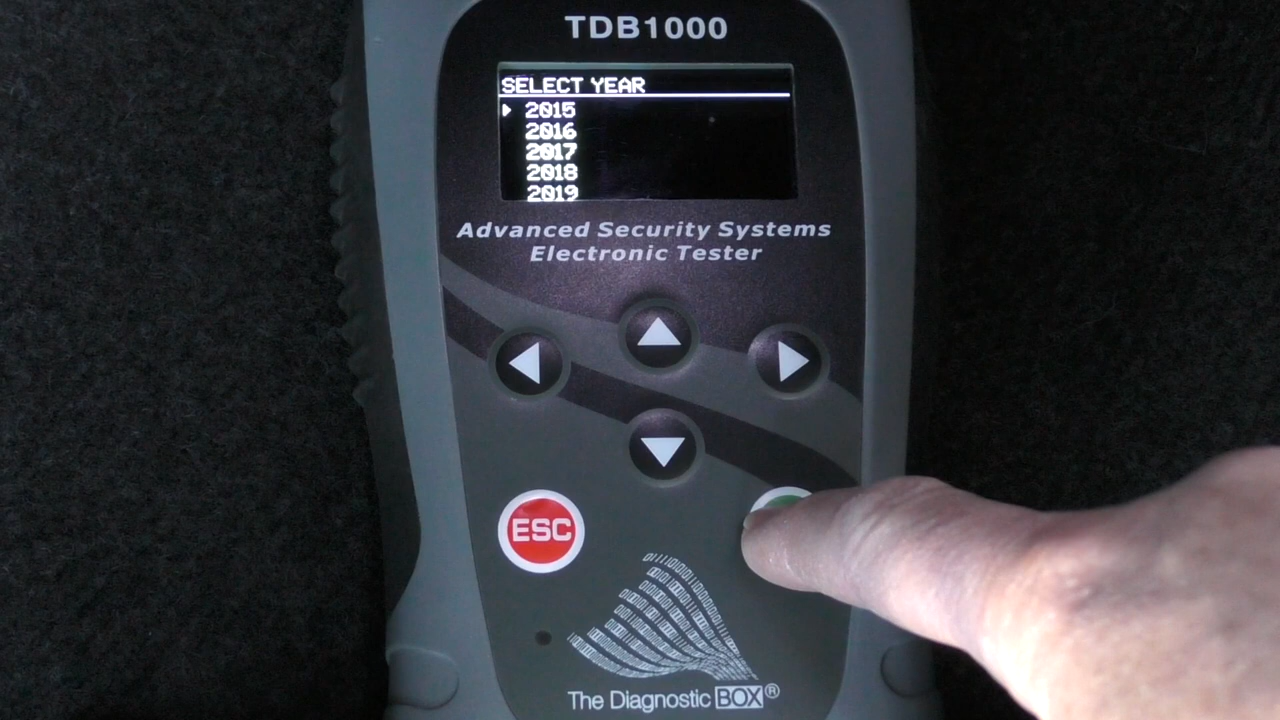 TDB1000
SELECT YEAR
2015
2016
2017
2018
2019
Advanced Security Systems
Electronic Tester
ESC
The Diagnostic BOX®